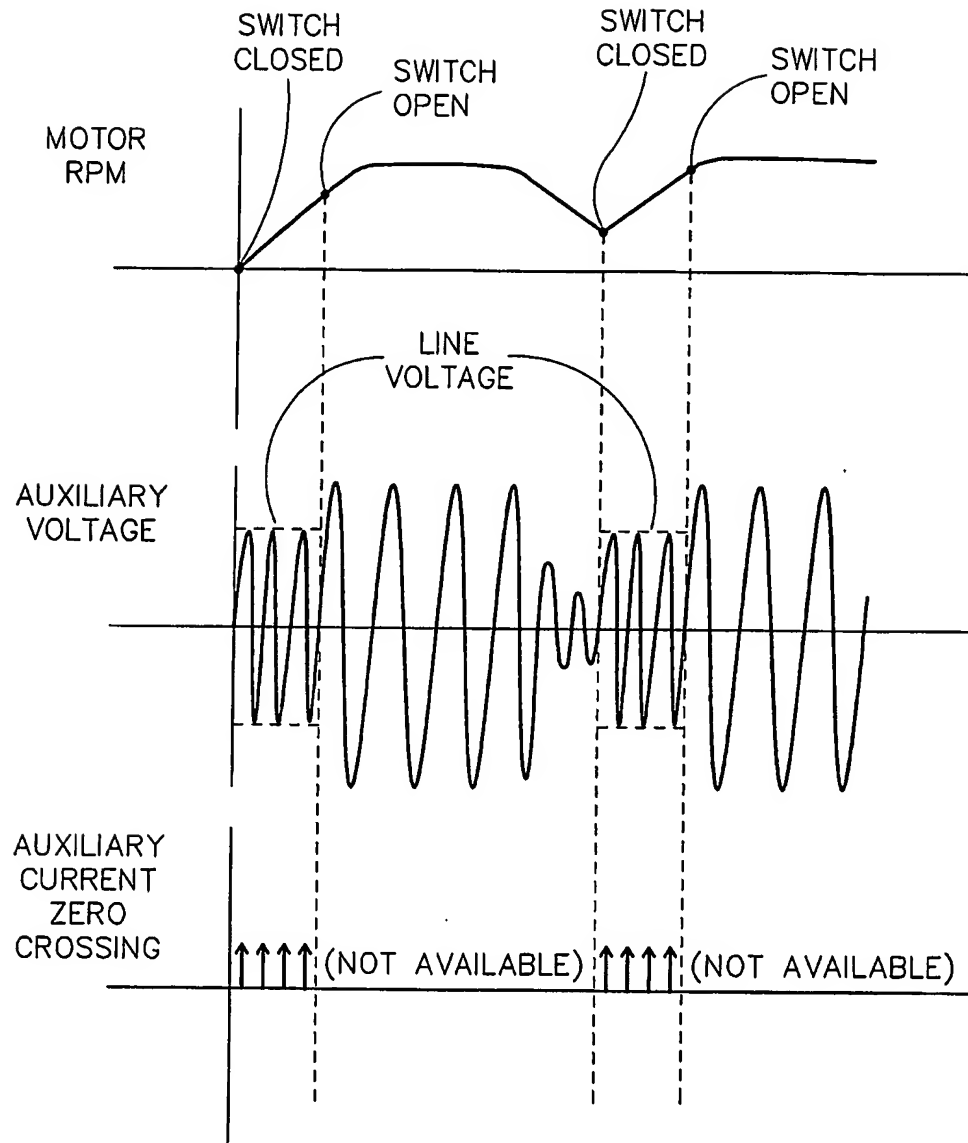 SWITCH
CLOSED
SWITCH
OPEN
SWITCH
CLOSED
SWITCH
OPEN
MOTOR
RPM
LINE
VOLTAGE
AUXILIARY
VOLTAGE
AUXILIARY
CURRENT
ZERO
CROSSING
(NOT AVAILABLE)
(NOT AVAILABLE)